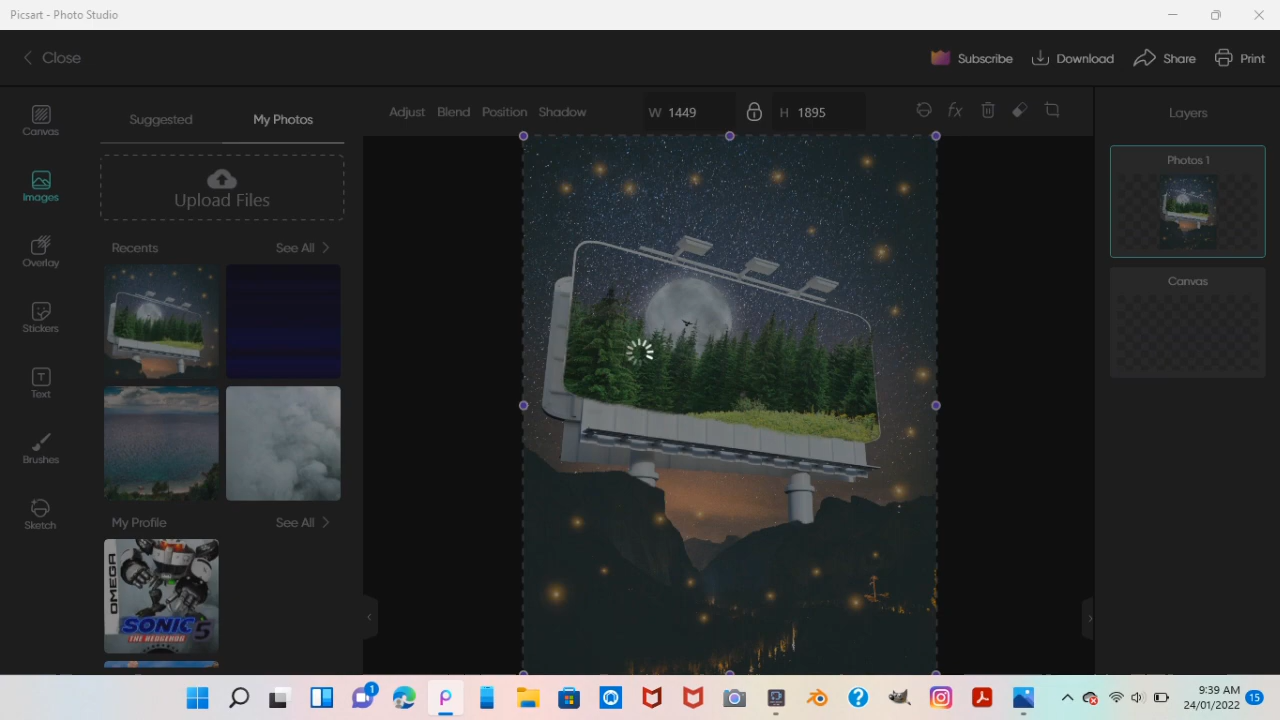 Picsart - Photo Studio
Close
Subscribe
Download
Share
Print
Canvas
Images
Overlay
Stickers
Text
Brushes
Sketch
Suggested
My Photos
Upload Files
Recents
See All
My Profile
See All
OMEGA
SONIC 5
THE HEDGEHOG
Adjust
Blend
Position
Shadow
W 1449
H 1895
fx
Layers
Photos 1
Canvas
1
9:39 AM
24/01/2022
15